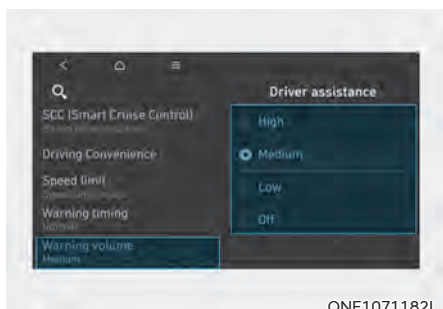 Driver assistance
SCC (Smart Cruise Control)
Driving Convenience
Speed limit
Warning timing
Normal
Warning volume
Medium
High
Medium
Low
Off